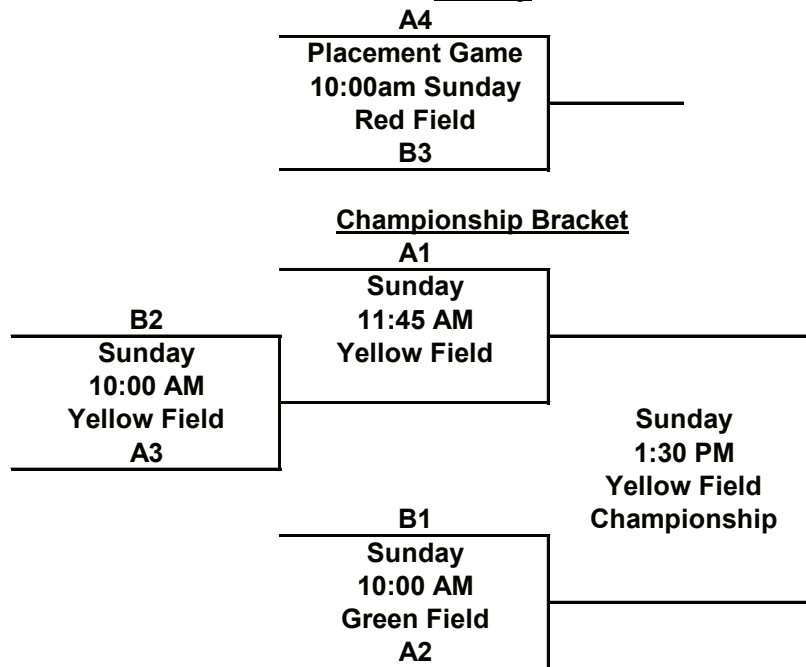 A4
Placement Game
10:00am Sunday
Red Field
B3
Championship Bracket
A1
Sunday
11:45 AM
Yellow Field
B2
Sunday
10:00 AM
Yellow Field
A3
Sunday
1:30 PM
Yellow Field
Championship
B1
Sunday
10:00 AM
Green Field
A2